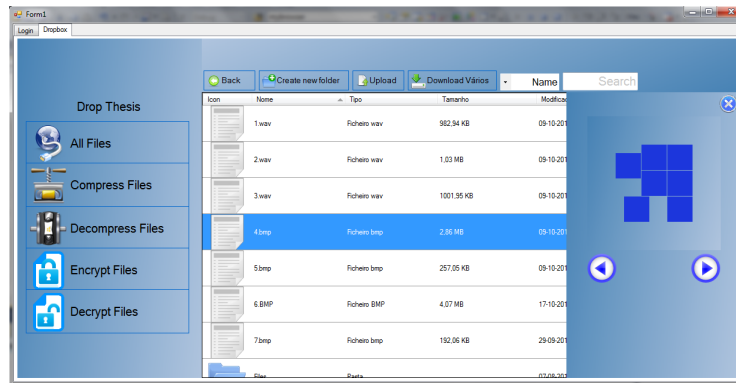 Form1
Login Dropbox
Back Create new folder Upload Download Vários Name Search
Drop Thesis
All Files
Compress Files
Decompress Files
Encrypt Files
Decrypt Files
Icon Nome Tipo Tamanho Modificac
1.wav Ficheiro wav 982,94 KB 09-10-201
2.wav Ficheiro wav 1,03 MB 09-10-201
3.wav Ficheiro wav 1001,95 KB 09-10-201
4.bmp Ficheiro bmp 2,86 MB 09-10-201
5.bmp Ficheiro bmp 257,05 KB 09-10-201
6.BMP Ficheiro BMP 4,07 MB 17-10-201
7.bmp Ficheiro bmp 192,06 KB 29-09-201
Files Pasta 07-08-201